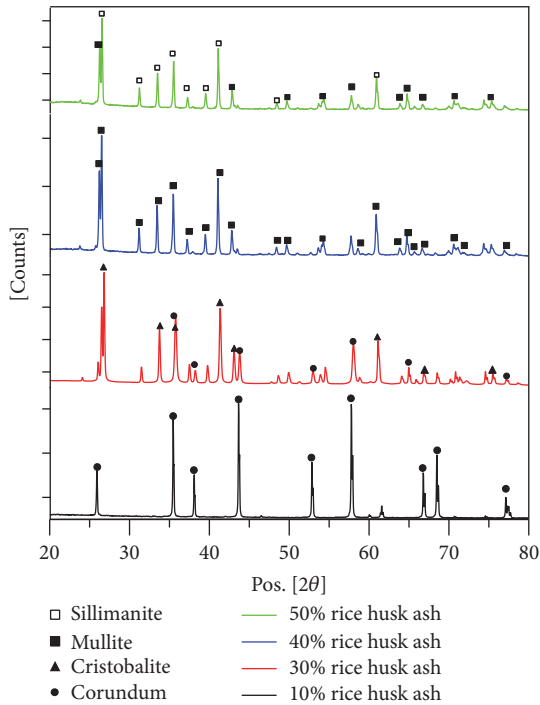 [Counts]
20 30 40 50 60 70 80
Pos. [2θ]
Sillimanite
Mullite
Cristobalite
Corundum
50% rice husk ash
40% rice husk ash
30% rice husk ash
10% rice husk ash